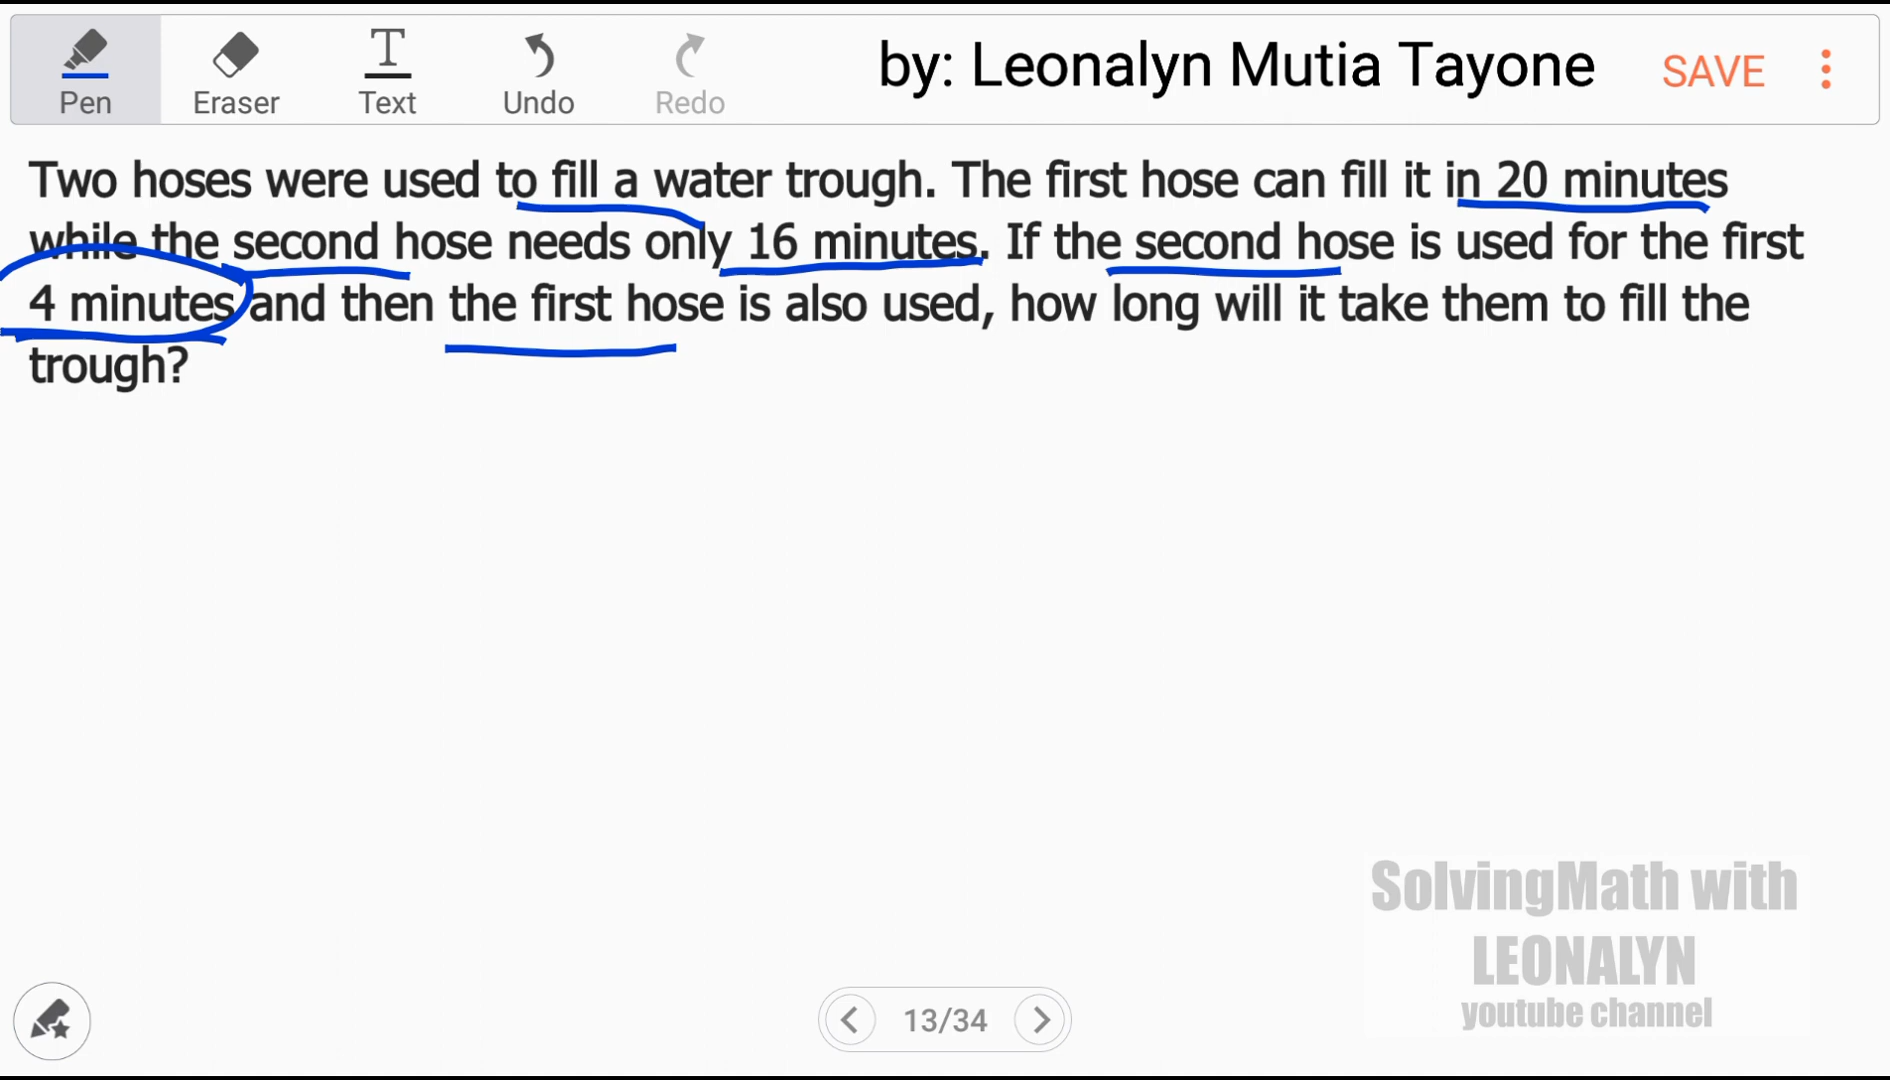 Pen
Eraser
Text
Undo
Redo
by: Leonalyn Mutia Tayone
SAVE
Two hoses were used to fill a water trough. The first hose can fill it in 20 minutes
while the second hose needs only 16 minutes. If the second hose is used for the first
4 minutes and then the first hose is also used, how long will it take them to fill the
trough?
SolvingMath with
LEONALYN
youtube channel
13/34